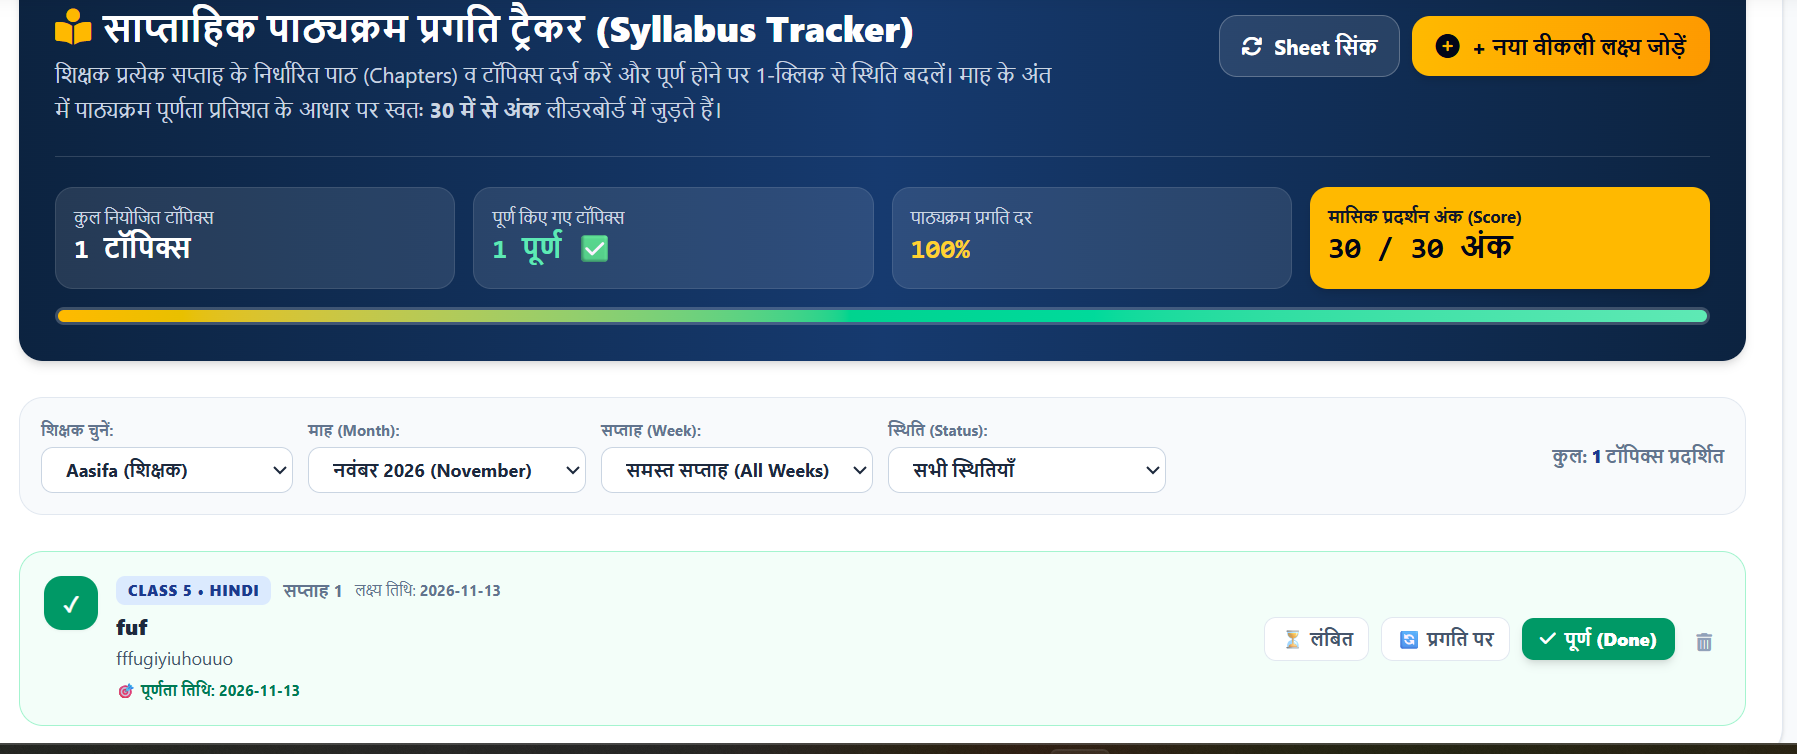 साप्ताहिक पाठ्यक्रम प्रगति ट्रैकर (Syllabus Tracker)
शिक्षक प्रत्येक सप्ताह के निर्धारित पाठ (Chapters) व टॉपिक्स दर्ज करें और पूर्ण होने पर 1-क्लिक से स्थिति बदलें। माह के अंत
में पाठ्यक्रम पूर्णता प्रतिशत के आधार पर स्वतः 30 में से अंक लीडरबोर्ड में जुड़ते हैं।
Sheet सिंक
+ नया वीकली लक्ष्य जोड़ें
कुल नियोजित टॉपिक्स
1 टॉपिक्स
पूर्ण किए गए टॉपिक्स
1 पूर्ण ✅
पाठ्यक्रम प्रगति दर
100%
मासिक प्रदर्शन अंक (Score)
30 / 30 अंक
शिक्षक चुनें:
Aasifa (शिक्षक)
माह (Month):
नवंबर 2026 (November)
सप्ताह (Week):
समस्त सप्ताह (All Weeks)
स्थिति (Status):
सभी स्थितियाँ
कुल: 1 टॉपिक्स प्रदर्शित
CLASS 5 • HINDI सप्ताह 1 लक्ष्य तिथि: 2026-11-13
fuf
fffugiyiuhouuo
🎯 पूर्णता तिथि: 2026-11-13
⏳ लंबित
🔄 प्रगति पर
✓ पूर्ण (Done)